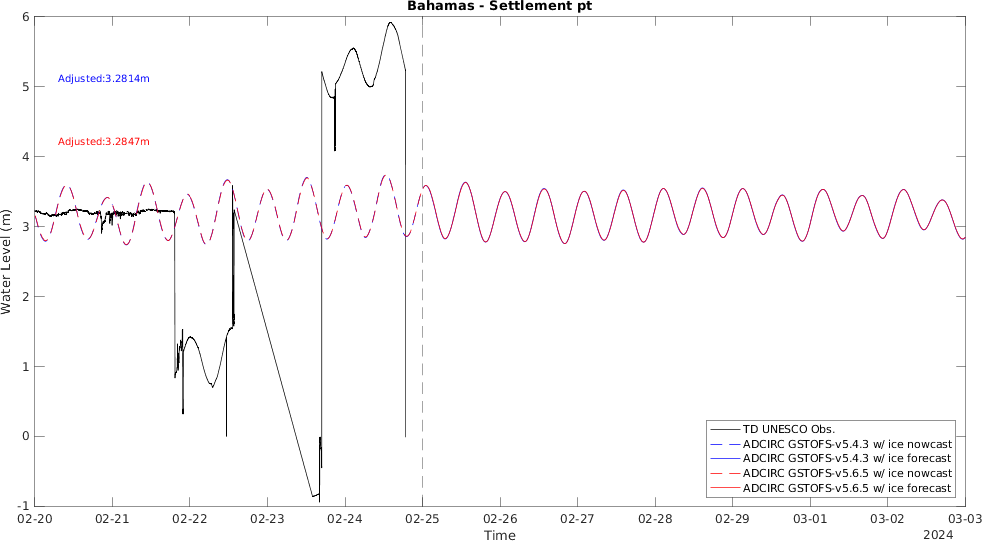 Bahamas - Settlement pt
6
5
4
3
2
1
0
-1
Water Level (m)
Adjusted:3.2814m
Adjusted:3.2847m
TD UNESCO Obs.
ADCIRC GSTOFS-v5.4.3 w/ ice nowcast
ADCIRC GSTOFS-v5.4.3 w/ ice forecast
ADCIRC GSTOFS-v5.6.5 w/ ice nowcast
ADCIRC GSTOFS-v5.6.5 w/ ice forecast
02-20 02-21 02-22 02-23 02-24 02-25 02-26 02-27 02-28 02-29 03-01 03-02 03-03
Time
2024